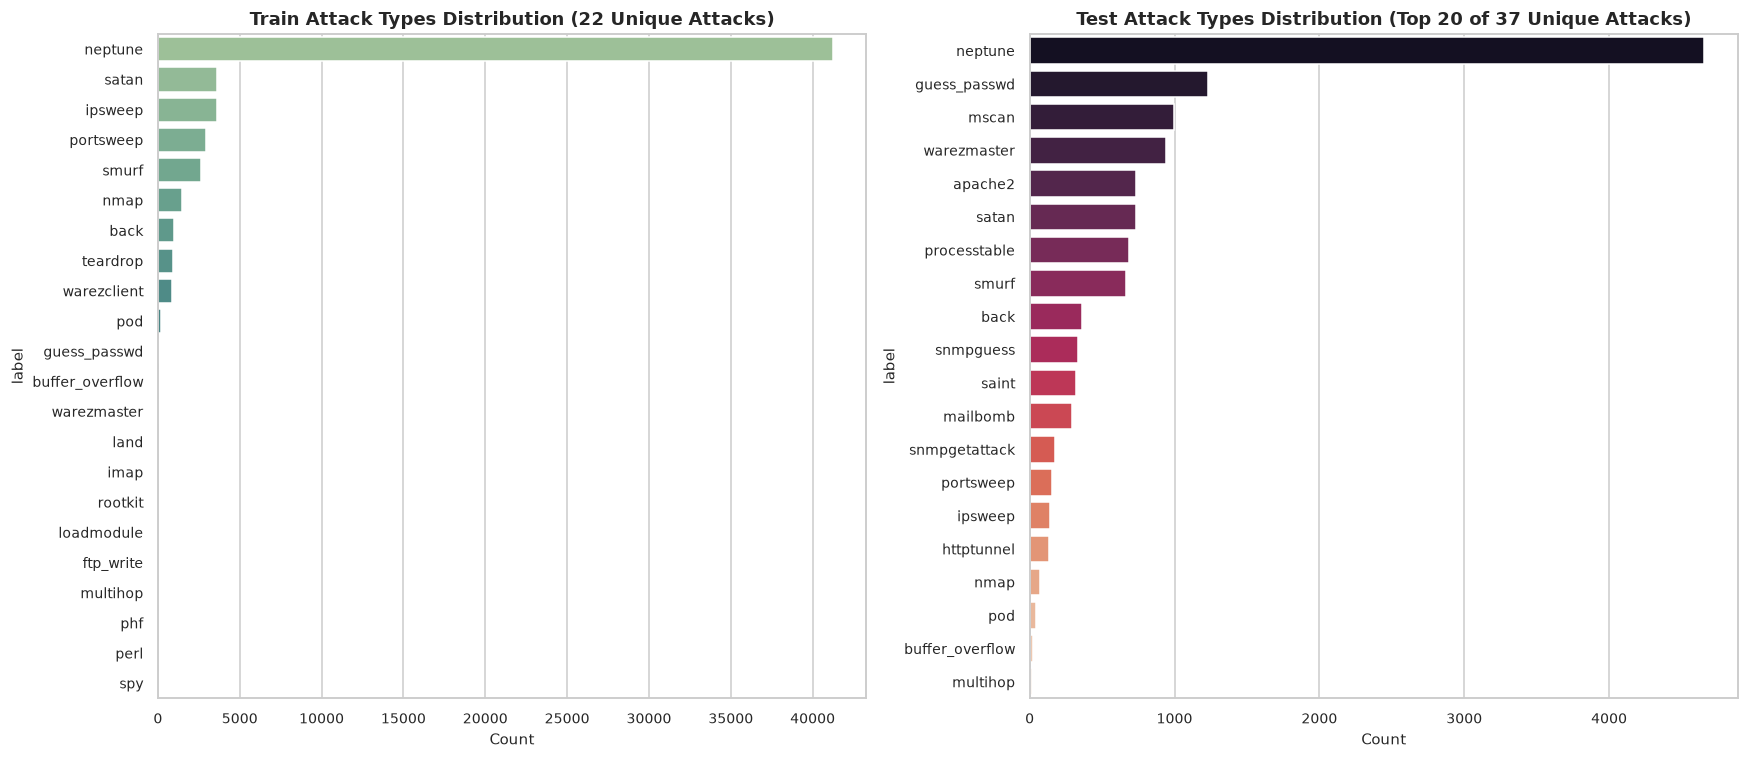 Train Attack Types Distribution (22 Unique Attacks)
neptune
satan
ipsweep
portsweep
smurf
nmap
back
teardrop
warezclient
pod
guess_passwd
buffer_overflow
warezmaster
land
imap
rootkit
loadmodule
ftp_write
multihop
phf
perl
spy
label
0 5000 10000 15000 20000 25000 30000 35000 40000
Count
Test Attack Types Distribution (Top 20 of 37 Unique Attacks)
neptune
guess_passwd
mscan
warezmaster
apache2
satan
processtable
smurf
back
snmpguess
saint
mailbomb
snmpgetattack
portsweep
ipsweep
httptunnel
nmap
pod
buffer_overflow
multihop
label
0 1000 2000 3000 4000
Count